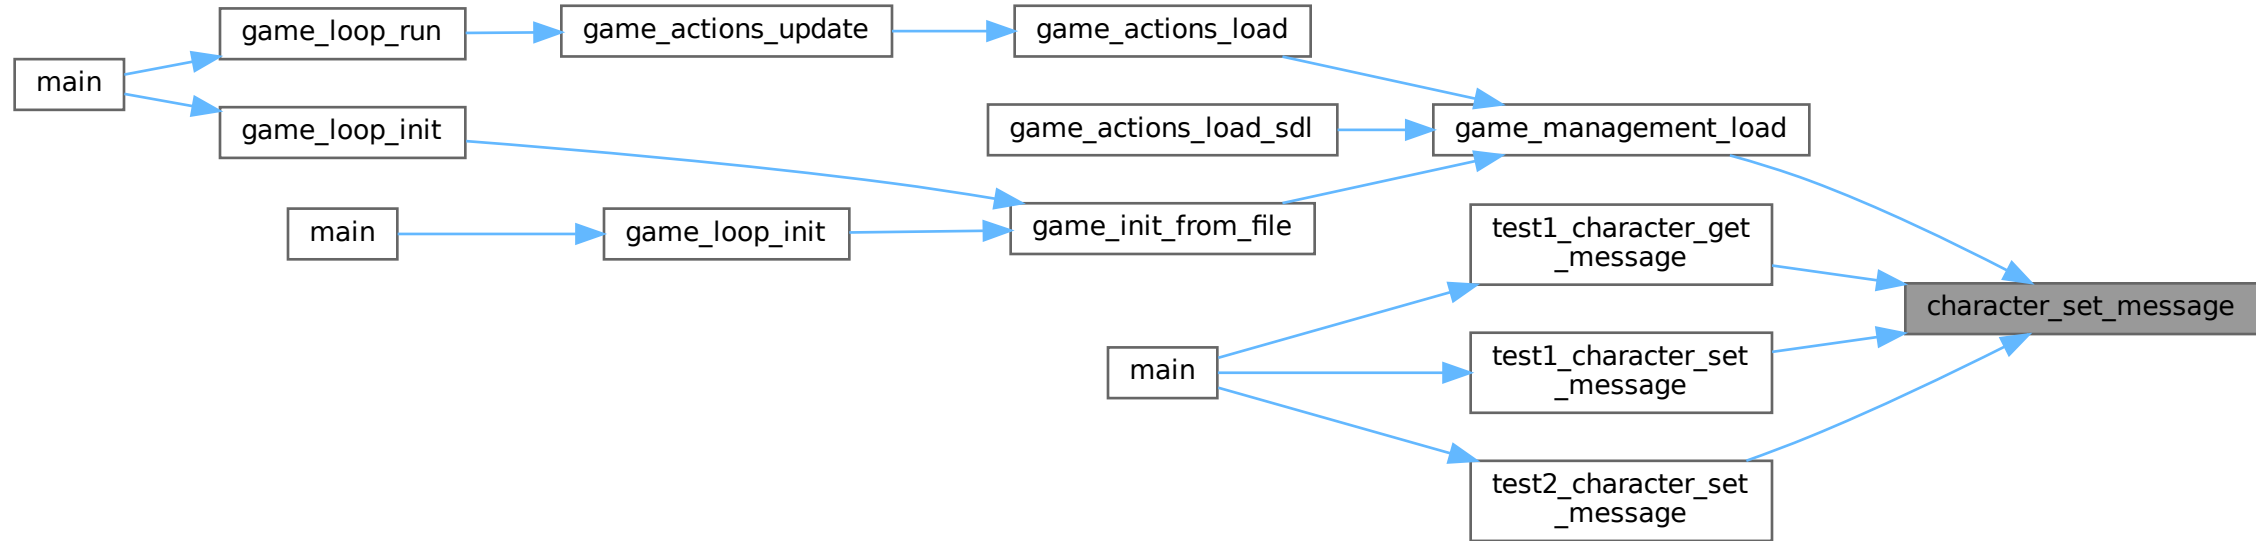 game_loop_run
game_actions_update
game_actions_load
main
game_loop_init
game_actions_load_sdl
game_management_load
main
game_loop_init
game_init_from_file
test1_character_get
_message
character_set_message
main
test1_character_set
_message
test2_character_set
_message